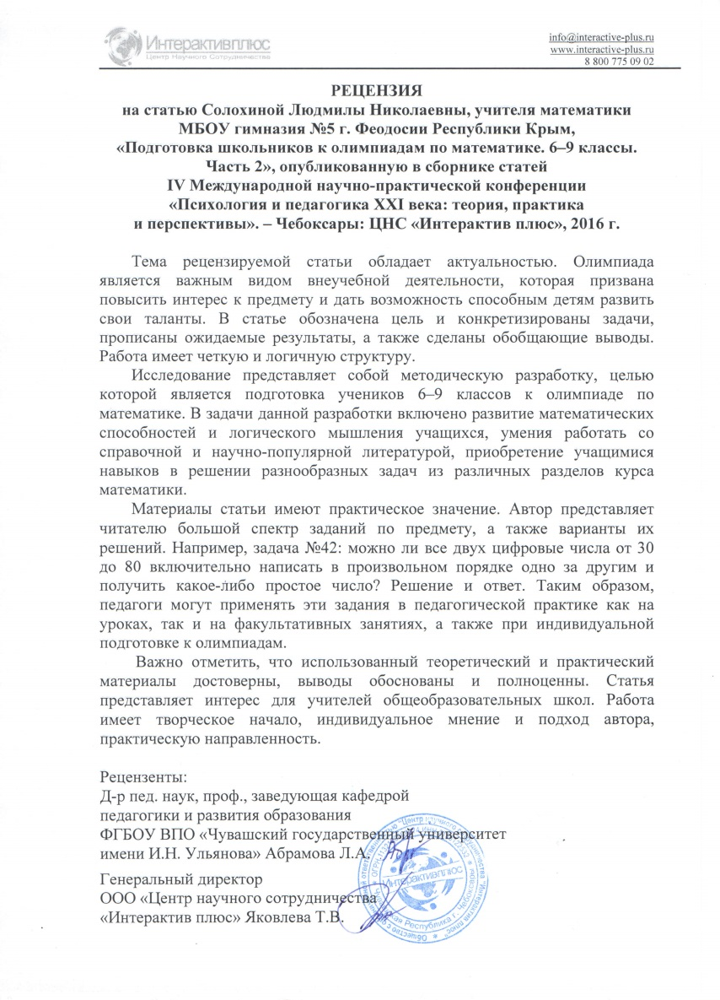 ИНТЕРАКТИВПЛЮС
Центр Научного Сотрудничества
info@interactive-plus.ru
www.interactive-plus.ru
8 800 775 09 02
РЕЦЕНЗИЯ
на статью Солохиной Людмилы Николаевны, учителя математики
МБОУ гимназия №5 г. Феодосии Республики Крым,
«Подготовка школьников к олимпиадам по математике. 6–9 классы.
Часть 2», опубликованную в сборнике статей
IV Международной научно-практической конференции
«Психология и педагогика XXI века: теория, практика
и перспективы». – Чебоксары: ЦНС «Интерактив плюс», 2016 г.
Тема рецензируемой статьи обладает актуальностью. Олимпиада
является важным видом внеучебной деятельности, которая призвана
повысить интерес к предмету и дать возможность способным детям развить
свои таланты. В статье обозначена цель и конкретизированы задачи,
прописаны ожидаемые результаты, а также сделаны обобщающие выводы.
Работа имеет четкую и логичную структуру.
Исследование представляет собой методическую разработку, целью
которой является подготовка учеников 6–9 классов к олимпиаде по
математике. В задачи данной разработки включено развитие математических
способностей и логического мышления учащихся, умения работать со
справочной и научно-популярной литературой, приобретение учащимися
навыков в решении разнообразных задач из различных разделов курса
математики.
Материалы статьи имеют практическое значение. Автор представляет
читателю большой спектр заданий по предмету, а также варианты их
решений. Например, задача №42: можно ли все двух цифровые числа от 30
до 80 включительно написать в произвольном порядке одно за другим и
получить какое-либо простое число? Решение и ответ. Таким образом,
педагоги могут применять эти задания в педагогической практике как на
уроках, так и на факультативных занятиях, а также при индивидуальной
подготовке к олимпиадам.
Важно отметить, что использованный теоретический и практический
материалы достоверны, выводы обоснованы и полноценны. Статья
представляет интерес для учителей общеобразовательных школ. Работа
имеет творческое начало, индивидуальное мнение и подход автора,
практическую направленность.
Рецензенты:
Д-р пед. наук, проф., заведующая кафедрой
педагогики и развития образования
ФГБОУ ВПО «Чувашский государственный университет
имени И.Н. Ульянова» Абрамова Л.А.
Генеральный директор
ООО «Центр научного сотрудничества
«Интерактив плюс» Яковлева Т.В.
ИНТЕРАКТИВПЛЮС